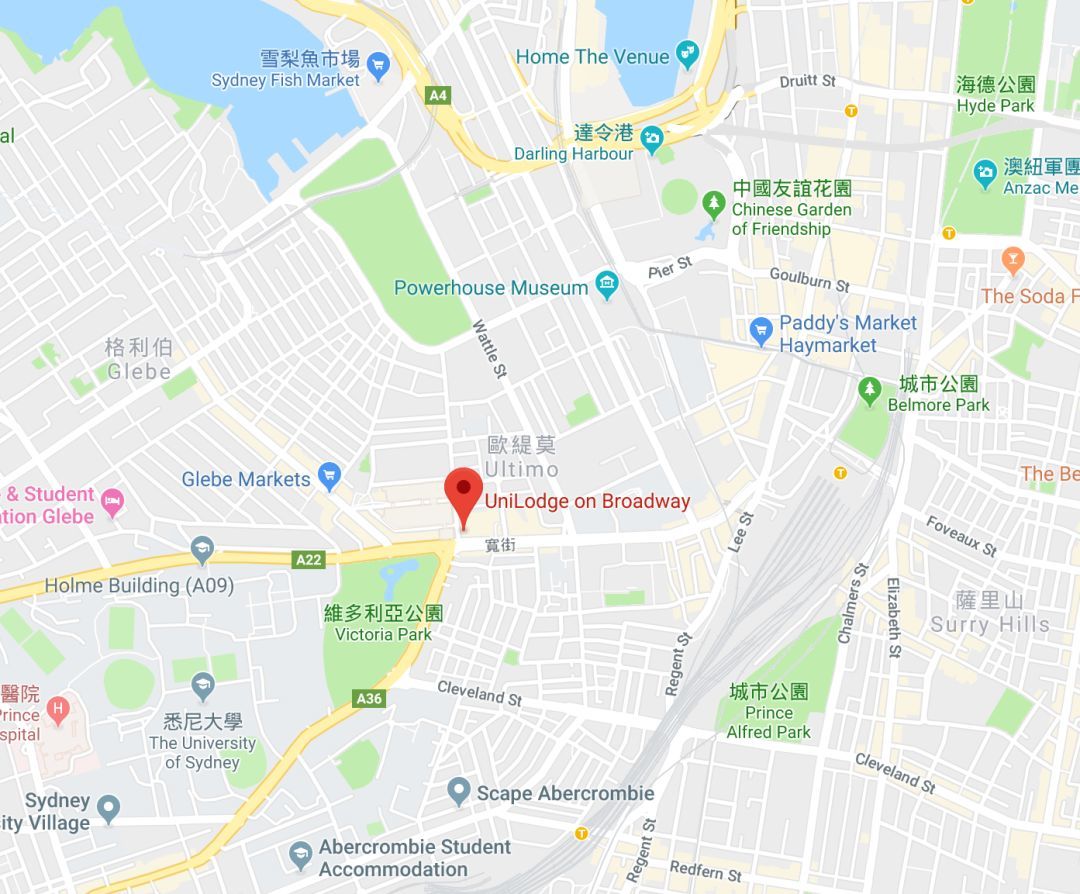 雪梨魚市場
Sydney Fish Market
Home The Venue
Druitt St
A4
海德公園
Hyde Park
T
al
達令港
Darling Harbour
澳紐軍團
Anzac Me
中國友誼花園
Chinese Garden
of Friendship
T
Pier St
Goulburn St
The Soda F
Powerhouse Museum
Paddy's Market
Haymarket
Wattle St
格利伯
Glebe
城市公園
Belmore Park
歐緹莫
Ultimo
Glebe Markets
T
The Be
e & Student
tion Glebe
UniLodge on Broadway
Lee St
Foveaux St
寬街
A22
Holme Building (A09)
Chalmers St
Elizabeth St
薩里山
Surry Hills
維多利亞公園
Victoria Park
Regent St
醫院
Prince
spital
H
A36
Cleveland St
城市公園
Prince
Alfred Park
悉尼大學
The University
of Sydney
Cleveland St
Sydney
ity Village
Scape Abercrombie
T
Regent St
Abercrombie Student
Accommodation
Redfern St